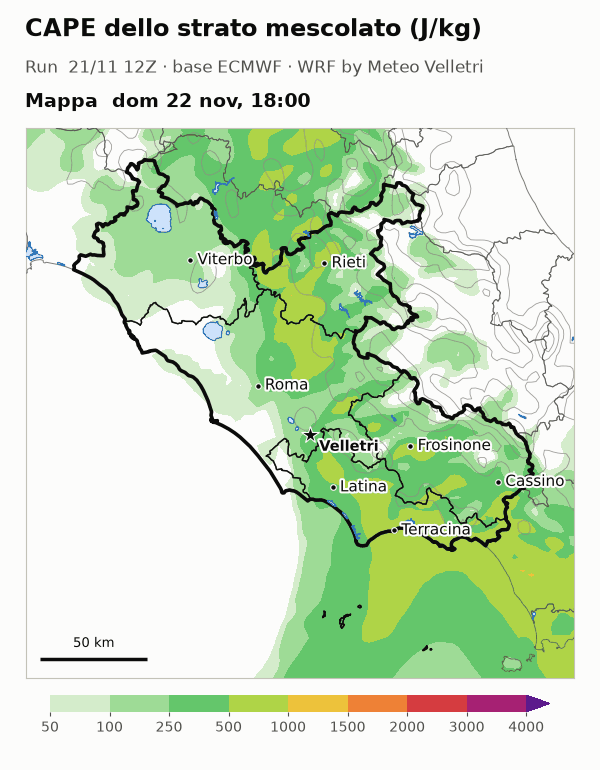 CAPE dello strato mescolato (J/kg)
Run  21/11 12Z · base ECMWF · WRF by Meteo Velletri
Mappa  dom 22 nov, 18:00
Viterbo
Rieti
Roma
Velletri
Frosinone
Latina
Cassino
Terracina
50 km
50 100 250 500 1000 1500 2000 3000 4000